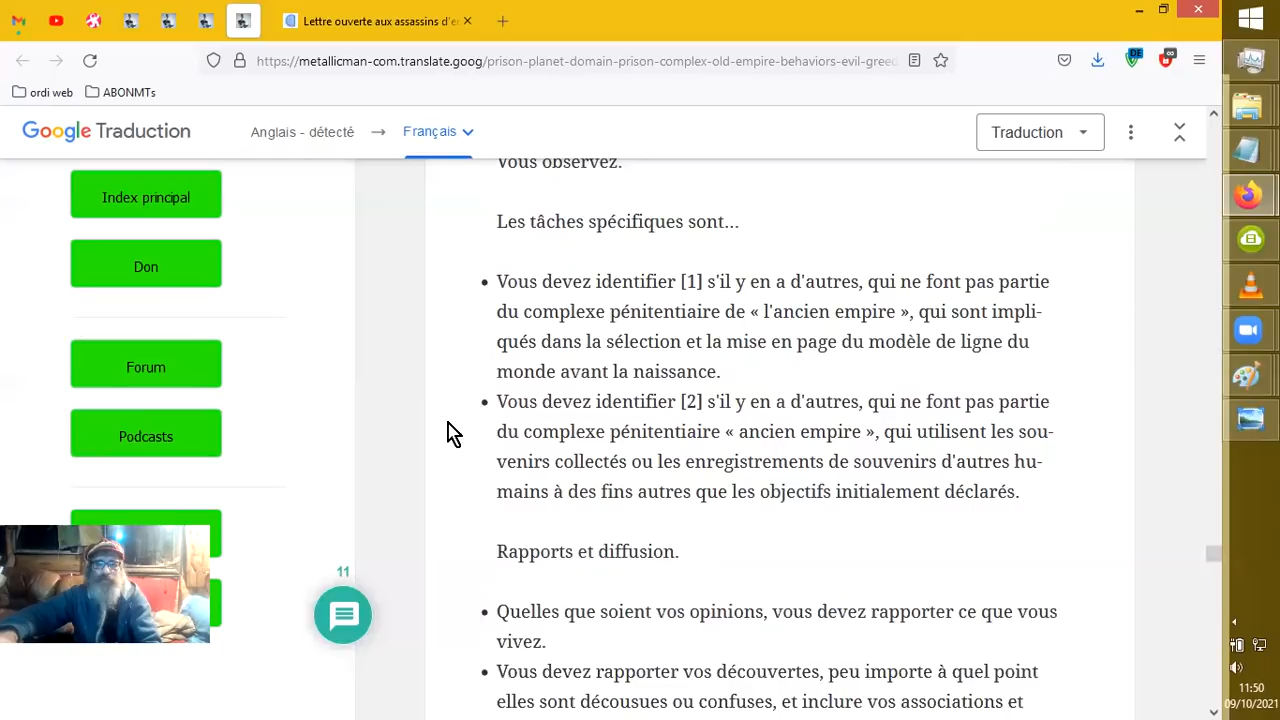 Lettre ouverte aux assassins d'e
https://metallicman-com.translate.goog/prison-planet-domain-prison-complex-old-empire-behaviors-evil-greed
DE
∞
ordi web
ABONMTs
Google Traduction
Anglais - détecté
Français
Traduction
Index principal
Don
Forum
Podcasts
11
Vous observez.
Les tâches spécifiques sont…
• Vous devez identifier [1] s'il y en a d'autres, qui ne font pas partie
du complexe pénitentiaire de « l'ancien empire », qui sont impli-
qués dans la sélection et la mise en page du modèle de ligne du
monde avant la naissance.
• Vous devez identifier [2] s'il y en a d'autres, qui ne font pas partie
du complexe pénitentiaire « ancien empire », qui utilisent les sou-
venirs collectés ou les enregistrements de souvenirs d'autres hu-
mains à des fins autres que les objectifs initialement déclarés.
Rapports et diffusion.
• Quelles que soient vos opinions, vous devez rapporter ce que vous
vivez.
• Vous devez rapporter vos découvertes, peu importe à quel point
elles sont décousues ou confuses, et inclure vos associations et
11:50
09/10/2021